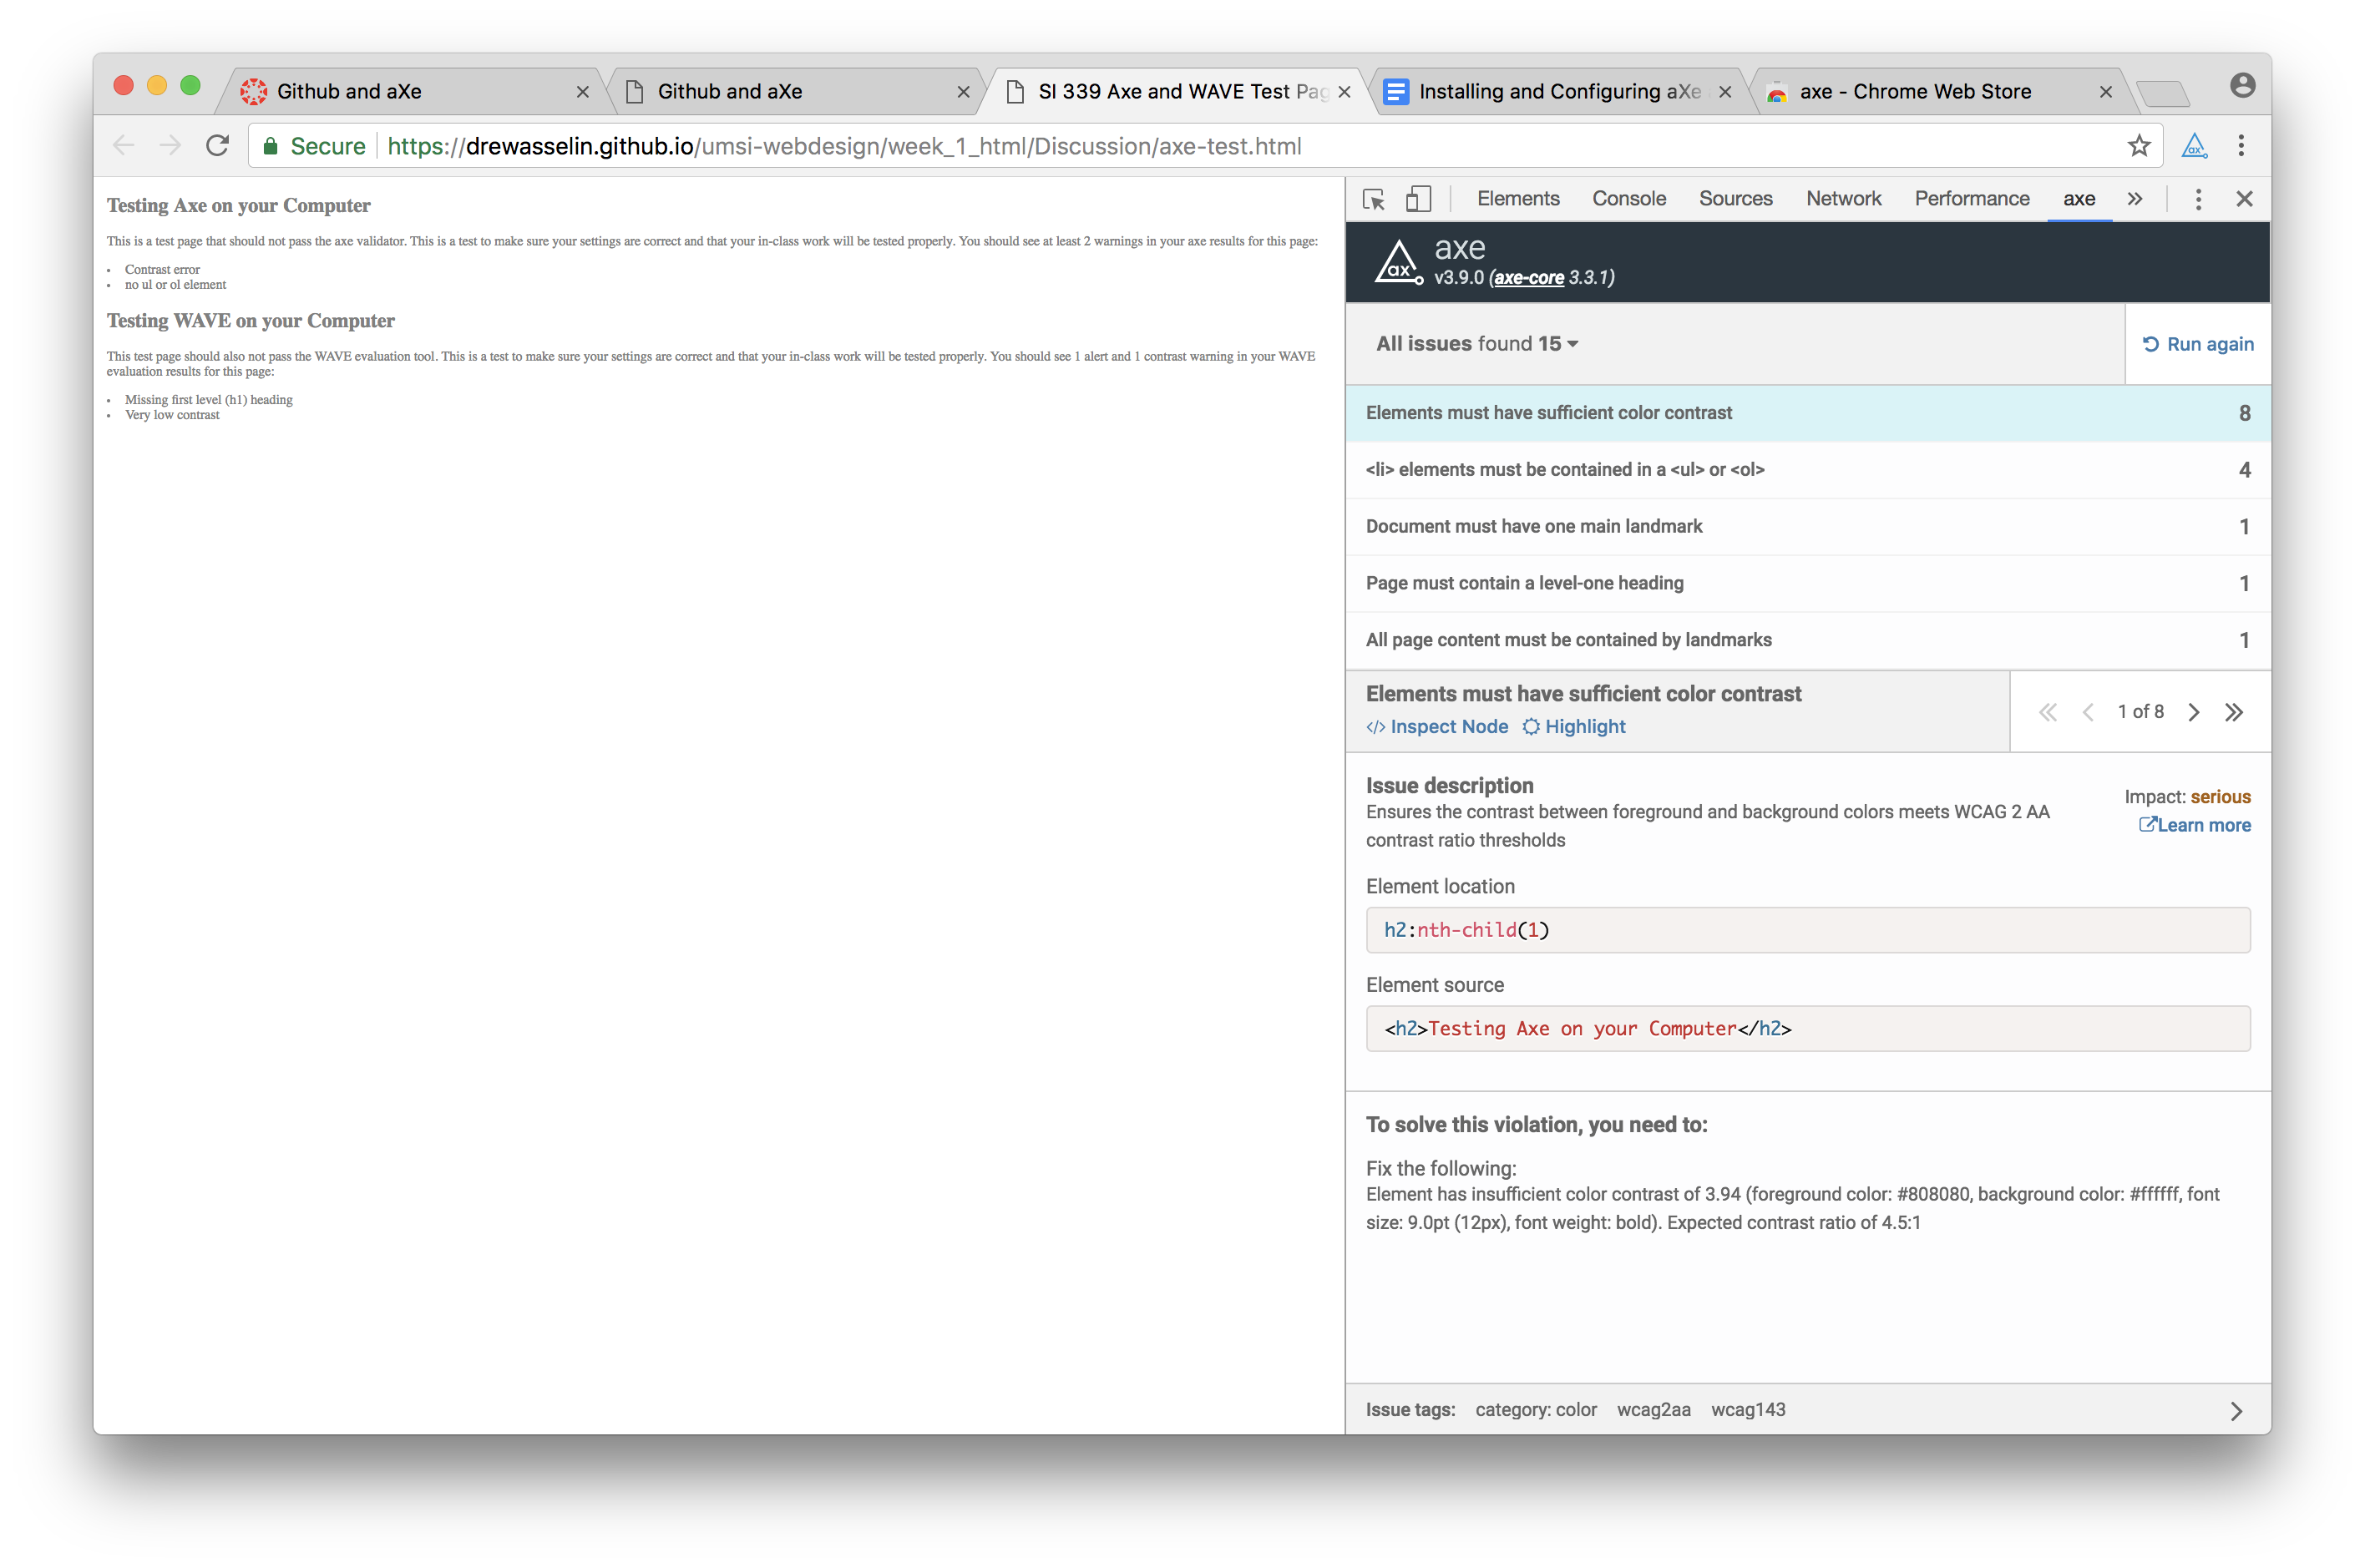 Github and aXe
Github and aXe
SI 339 Axe and WAVE Test Pag
Installing and Configuring aXe
axe - Chrome Web Store
Secure https://drewasselin.github.io/umsi-webdesign/week_1_html/Discussion/axe-test.html
Testing Axe on your Computer
This is a test page that should not pass the axe validator. This is a test to make sure your settings are correct and that your in-class work will be tested properly. You should see at least 2 warnings in your axe results for this page:
• Contrast error
• no ul or ol element
Testing WAVE on your Computer
This test page should also not pass the WAVE evaluation tool. This is a test to make sure your settings are correct and that your in-class work will be tested properly. You should see 1 alert and 1 contrast warning in your WAVE
evaluation results for this page:
• Missing first level (h1) heading
• Very low contrast
Elements Console Sources Network Performance axe »
ax axe
v3.9.0 (axe-core 3.3.1)
All issues found 15
Run again
Elements must have sufficient color contrast 8
<li> elements must be contained in a <ul> or <ol> 4
Document must have one main landmark 1
Page must contain a level-one heading 1
All page content must be contained by landmarks 1
Elements must have sufficient color contrast
</> Inspect Node Highlight
1 of 8
Issue description
Ensures the contrast between foreground and background colors meets WCAG 2 AA
contrast ratio thresholds
Impact: serious
Learn more
Element location
h2:nth-child(1)
Element source
<h2>Testing Axe on your Computer</h2>
To solve this violation, you need to:
Fix the following:
Element has insufficient color contrast of 3.94 (foreground color: #808080, background color: #ffffff, font
size: 9.0pt (12px), font weight: bold). Expected contrast ratio of 4.5:1
Issue tags: category: color wcag2aa wcag143